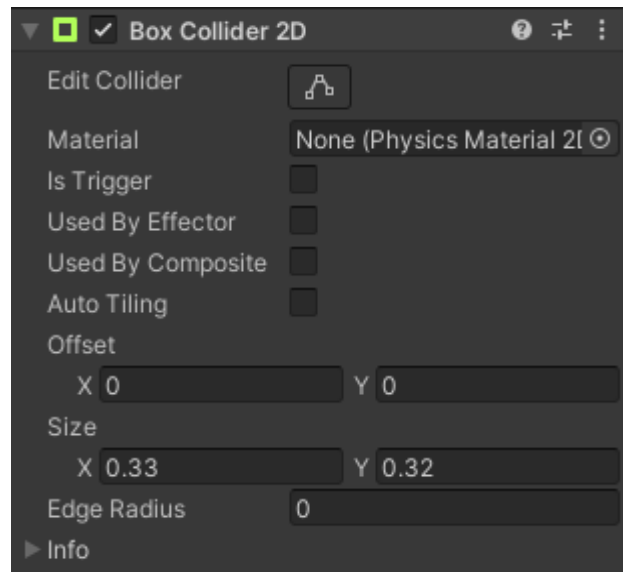 Box Collider 2D
Edit Collider
Material None (Physics Material 2D
Is Trigger
Used By Effector
Used By Composite
Auto Tiling
Offset
X 0 Y 0
Size
X 0.33 Y 0.32
Edge Radius 0
Info